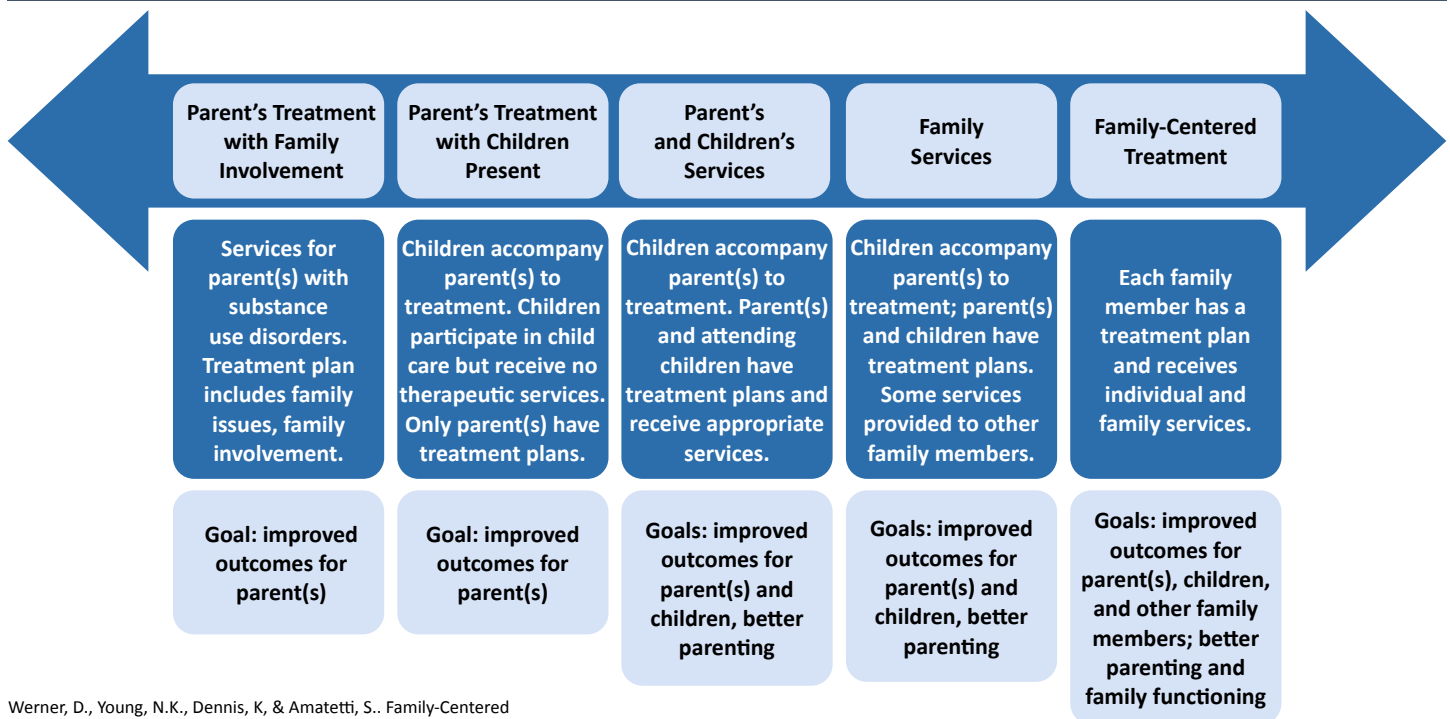 Parent’s Treatment
with Family
Involvement
Parent’s Treatment
with Children
Present
Parent’s
and Children’s
Services
Family
Services
Family-Centered
Treatment
Services for
parent(s) with
substance
use disorders.
Treatment plan
includes family
issues, family
involvement.
Children accompany
parent(s) to
treatment. Children
participate in child
care but receive no
therapeutic services.
Only parent(s) have
treatment plans.
Children accompany
parent(s) to
treatment. Parent(s)
and attending
children have
treatment plans and
receive appropriate
services.
Children accompany
parent(s) to
treatment; parent(s)
and children have
treatment plans.
Some services
provided to other
family members.
Each family
member has a
treatment plan
and receives
individual and
family services.
Goal: improved
outcomes for
parent(s)
Goal: improved
outcomes for
parent(s)
Goals: improved
outcomes for
parent(s) and
children, better
parenting
Goals: improved
outcomes for
parent(s) and
children, better
parenting
Goals: improved
outcomes for
parent(s), children,
and other family
members; better
parenting and
family functioning
Werner, D., Young, N.K., Dennis, K, & Amatetti, S.. Family-Centered